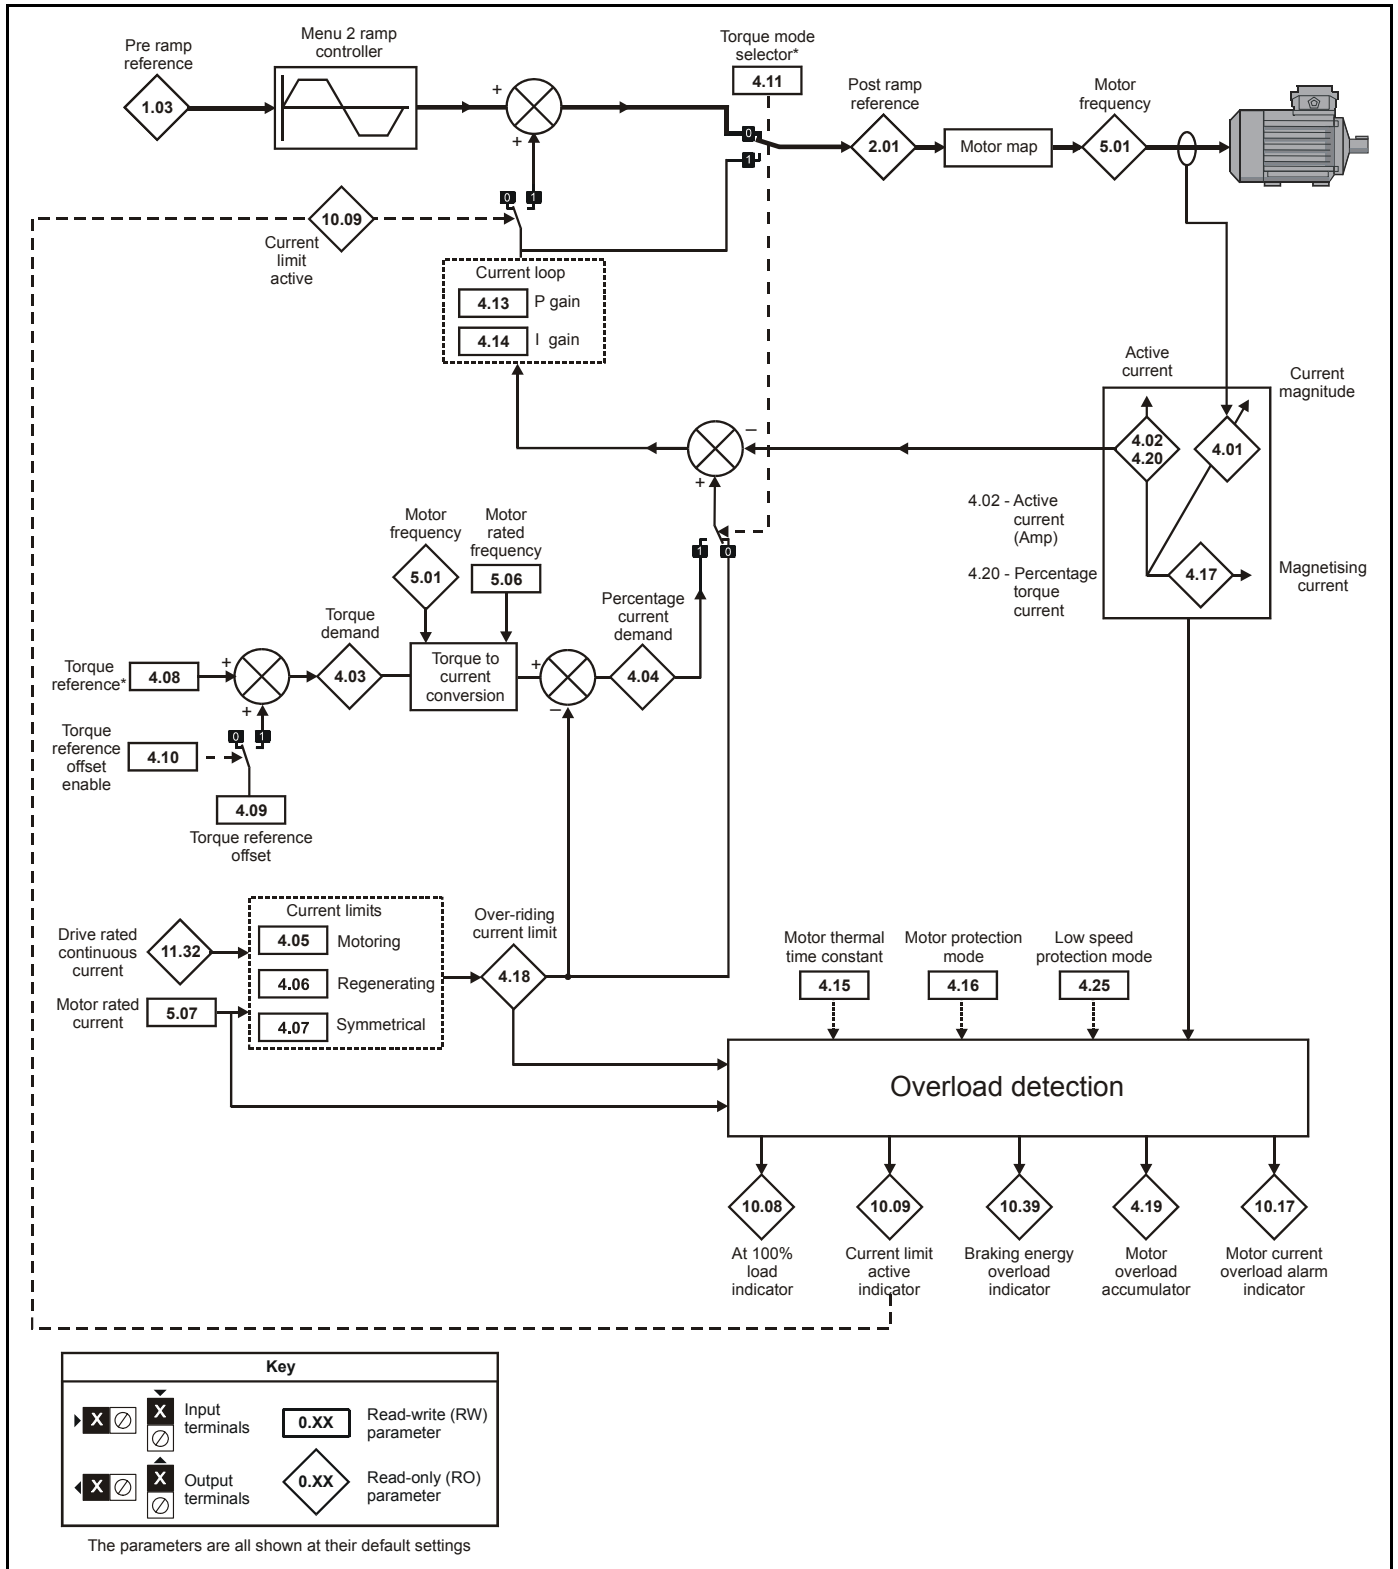 Pre ramp
reference
1.03
Menu 2 ramp
controller
+
+
Torque mode
selector*
4.11
0
1
Post ramp
reference
2.01
Motor map
Motor
frequency
5.01
0 1
10.09
Current
limit
active
Current loop
4.13 P gain
4.14 I gain
Active
current
Current
magnitude
4.02
4.20
4.01
4.17
Magnetising
current
4.02 - Active
current
(Amp)
4.20 - Percentage
torque
current
–
+
1 0
Motor
frequency
5.01
Motor
rated
frequency
5.06
Percentage
current
demand
4.04
Torque
demand
4.03
Torque to
current
conversion
+
–
Torque
reference*
4.08
+
+
0 1
Torque
reference
offset
enable
4.10
4.09
Torque reference
offset
Drive rated
continuous
current
11.32
Motor rated
current
5.07
Current limits
4.05 Motoring
4.06 Regenerating
4.07 Symmetrical
Over-riding
current limit
4.18
Motor thermal
time constant
4.15
Motor protection
mode
4.16
Low speed
protection mode
4.25
Overload detection
10.08
At 100%
load
indicator
10.09
Current limit
active
indicator
10.39
Braking energy
overload indicator
4.19
Motor
overload
accumulator
10.17
Motor current
overload alarm
indicator
Key
X
X
Input
terminals
0.XX
Read-write (RW)
parameter
X
X
Output
terminals
0.XX
Read-only (RO)
parameter
The parameters are all shown at their default settings